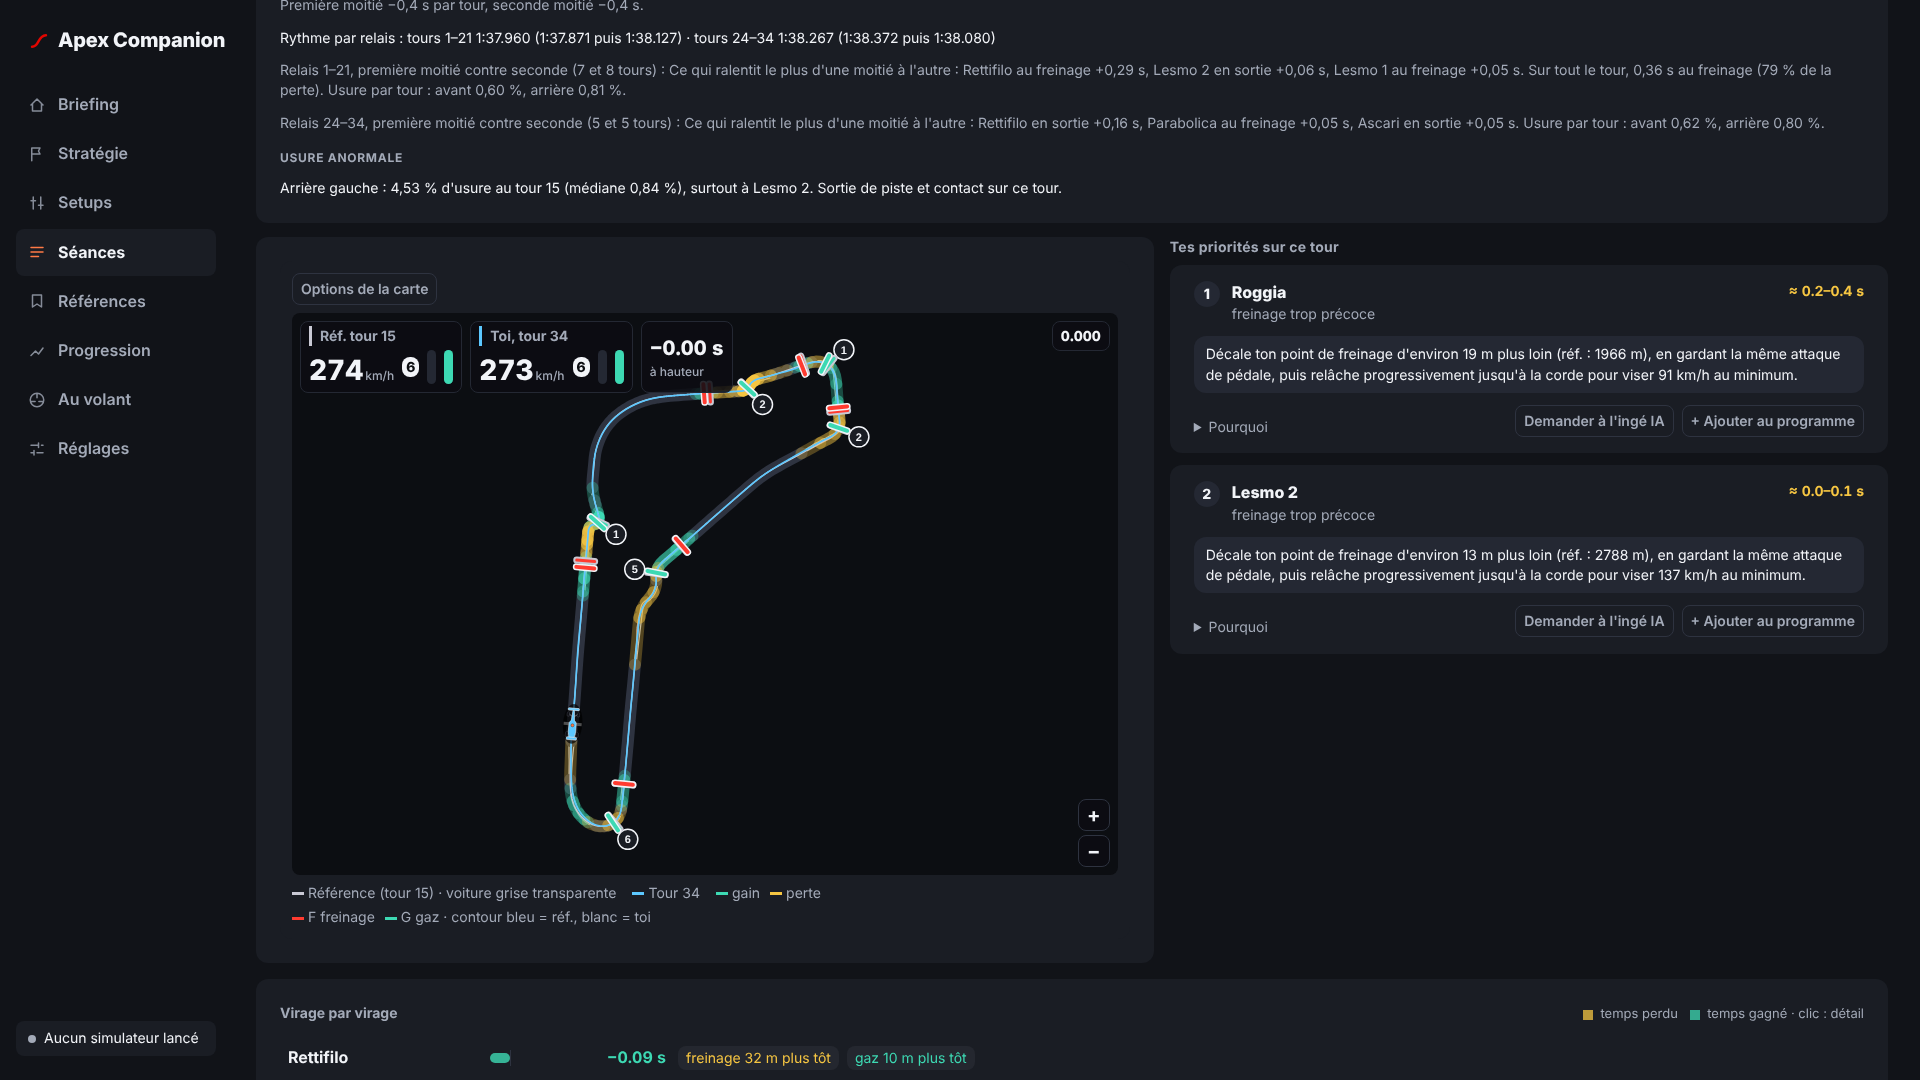 Apex Companion
Briefing
Stratégie
Setups
Séances
Références
Progression
Au volant
Réglages
Aucun simulateur lancé
Première moitié −0,4 s par tour, seconde moitié −0,4 s.
Rythme par relais : tours 1–21 1:37.960 (1:37.871 puis 1:38.127) · tours 24–34 1:38.267 (1:38.372 puis 1:38.080)
Relais 1–21, première moitié contre seconde (7 et 8 tours) : Ce qui ralentit le plus d'une moitié à l'autre : Rettifilo au freinage +0,29 s, Lesmo 2 en sortie +0,06 s, Lesmo 1 au freinage +0,05 s. Sur tout le tour, 0,36 s au freinage (79 % de la
perte). Usure par tour : avant 0,60 %, arrière 0,81 %.
Relais 24–34, première moitié contre seconde (5 et 5 tours) : Ce qui ralentit le plus d'une moitié à l'autre : Rettifilo en sortie +0,16 s, Parabolica au freinage +0,05 s, Ascari en sortie +0,05 s. Usure par tour : avant 0,62 %, arrière 0,80 %.
USURE ANORMALE
Arrière gauche : 4,53 % d'usure au tour 15 (médiane 0,84 %), surtout à Lesmo 2. Sortie de piste et contact sur ce tour.
Options de la carte
Réf. tour 15
274 km/h 6
Toi, tour 34
273 km/h 6
−0.00 s
à hauteur
0.000
1
2
2
1
5
6
+
−
Référence (tour 15) · voiture grise transparente Tour 34 gain perte
F freinage G gaz · contour bleu = réf., blanc = toi
Tes priorités sur ce tour
1 Roggia ≈ 0.2–0.4 s
freinage trop précoce
Décale ton point de freinage d'environ 19 m plus loin (réf. : 1966 m), en gardant la même attaque
de pédale, puis relâche progressivement jusqu'à la corde pour viser 91 km/h au minimum.
Pourquoi Demander à l'ingé IA + Ajouter au programme
2 Lesmo 2 ≈ 0.0–0.1 s
freinage trop précoce
Décale ton point de freinage d'environ 13 m plus loin (réf. : 2788 m), en gardant la même attaque
de pédale, puis relâche progressivement jusqu'à la corde pour viser 137 km/h au minimum.
Pourquoi Demander à l'ingé IA + Ajouter au programme
Virage par virage temps perdu temps gagné · clic : détail
Rettifilo −0.09 s freinage 32 m plus tôt gaz 10 m plus tôt